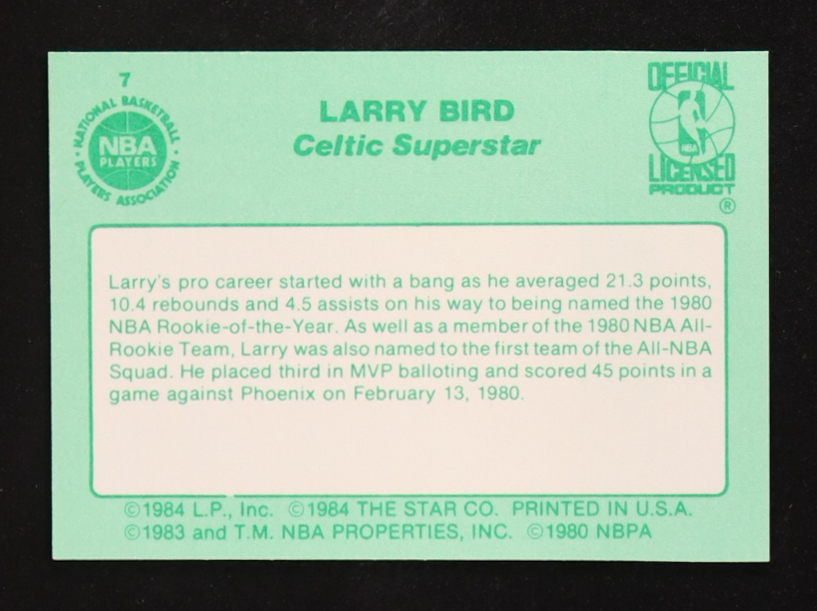 7
NATIONAL BASKETBALL
NBA
PLAYERS
PLAYERS ASSOCIATION
LARRY BIRD
Celtic Superstar
OFFICIAL
LICENSED
PRODUCT
®
Larry's pro career started with a bang as he averaged 21.3 points,
10.4 rebounds and 4.5 assists on his way to being named the 1980
NBA Rookie-of-the-Year. As well as a member of the 1980 NBA All-
Rookie Team, Larry was also named to the first team of the All-NBA
Squad. He placed third in MVP balloting and scored 45 points in a
game against Phoenix on February 13, 1980.
©1984 L.P., Inc. ©1984 THE STAR CO. PRINTED IN U.S.A.
©1983 and T.M. NBA PROPERTIES, INC. ©1980 NBPA